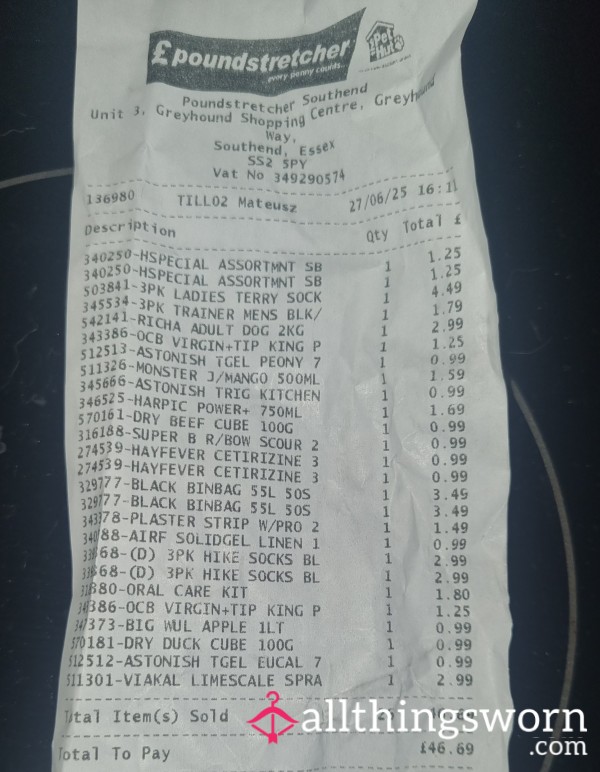 £ poundstretcher
every penny counts...
Pet Hut
Poundstretcher Southend
Unit 3, Greyhound Shopping Centre, Greyhound
Way,
Southend, Essex
SS2 5PY
Vat No 349290574
136980 TILL02 Mateusz 27/06/25 16:11
Description Qty Total £
340250-HSPECIAL ASSORTMNT SB 1 1.25
340250-HSPECIAL ASSORTMNT SB 1 1.25
503841-3PK LADIES TERRY SOCK 1 4.49
345534-3PK TRAINER MENS BLK/ 1 1.79
542141-RICHA ADULT DOG 2KG 1 2.99
343386-OCB VIRGIN+TIP KING P 1 1.25
512513-ASTONISH TGEL PEONY 7 1 0.99
511326-MONSTER J/MANGO 500ML 1 1.59
345666-ASTONISH TRIG KITCHEN 1 0.99
346525-HARPIC POWER+ 750ML 1 1.69
570161-DRY BEEF CUBE 100G 1 0.99
316188-SUPER B R/BOW SCOUR 2 1 0.99
274539-HAYFEVER CETIRIZINE 3 1 0.99
274539-HAYFEVER CETIRIZINE 3 1 0.99
329777-BLACK BINBAG 55L 50S 1 3.49
329777-BLACK BINBAG 55L 50S 1 3.49
-PLASTER STRIP W/PRO 2 1 1.49
-AIRF SOLIDGEL LINEN 1 1 0.99
-(D) 3PK HIKE SOCKS BL 1 2.99
-(D) 3PK HIKE SOCKS BL 1 2.99
-ORAL CARE KIT 1 1.80
343386-OCB VIRGIN+TIP KING P 1 1.25
-BIG WUL APPLE 1LT 1 0.99
570181-DRY DUCK CUBE 100G 1 0.99
512512-ASTONISH TGEL EUCAL 7 1 0.99
511301-VIAKAL LIMESCALE SPRA 1 2.99
Total Item(s) Sold
Total To Pay £46.69
allthingsworn
.com